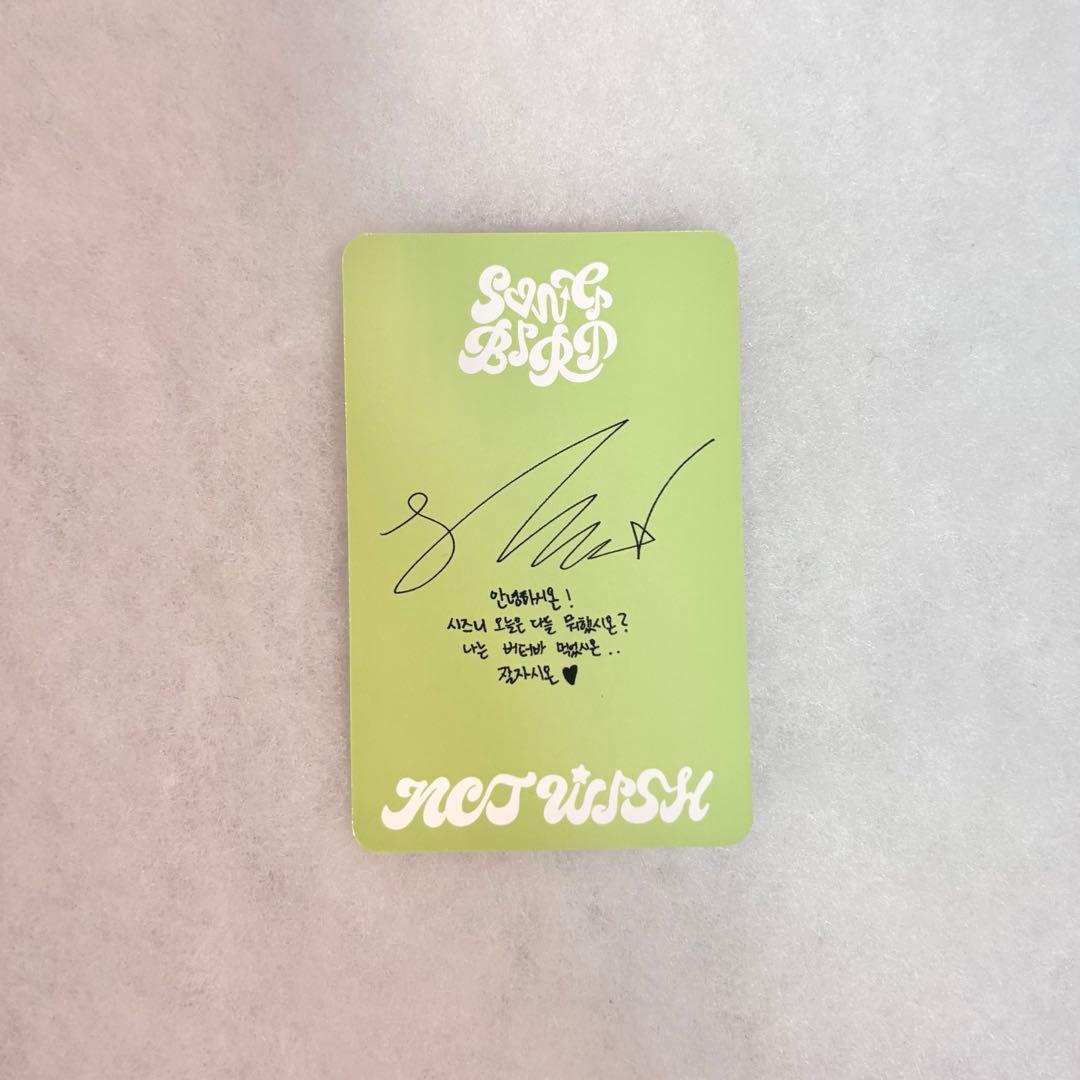 SONG
BIRD
안녕하시온!
시즈니 오늘은 다들 뭐했시온?
나는 버터바 먹었시온..
잘자시온♥
NCT WISH